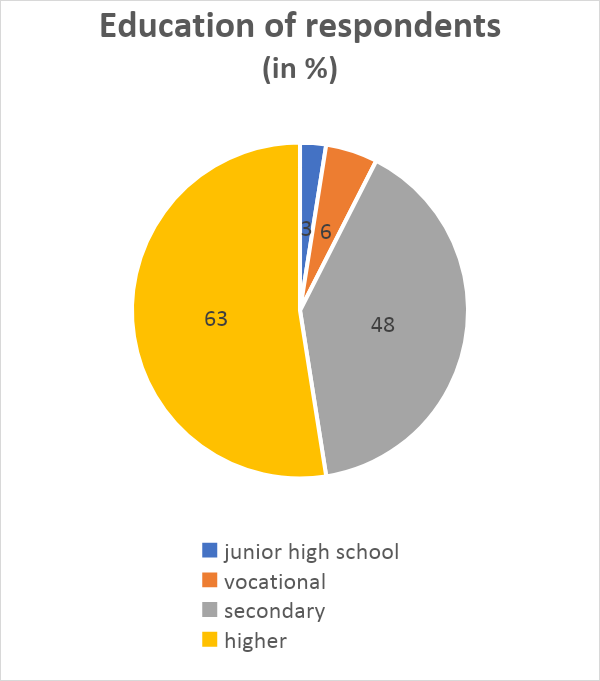 Education of respondents
(in %)
3
6
63
48
junior high school
vocational
secondary
higher